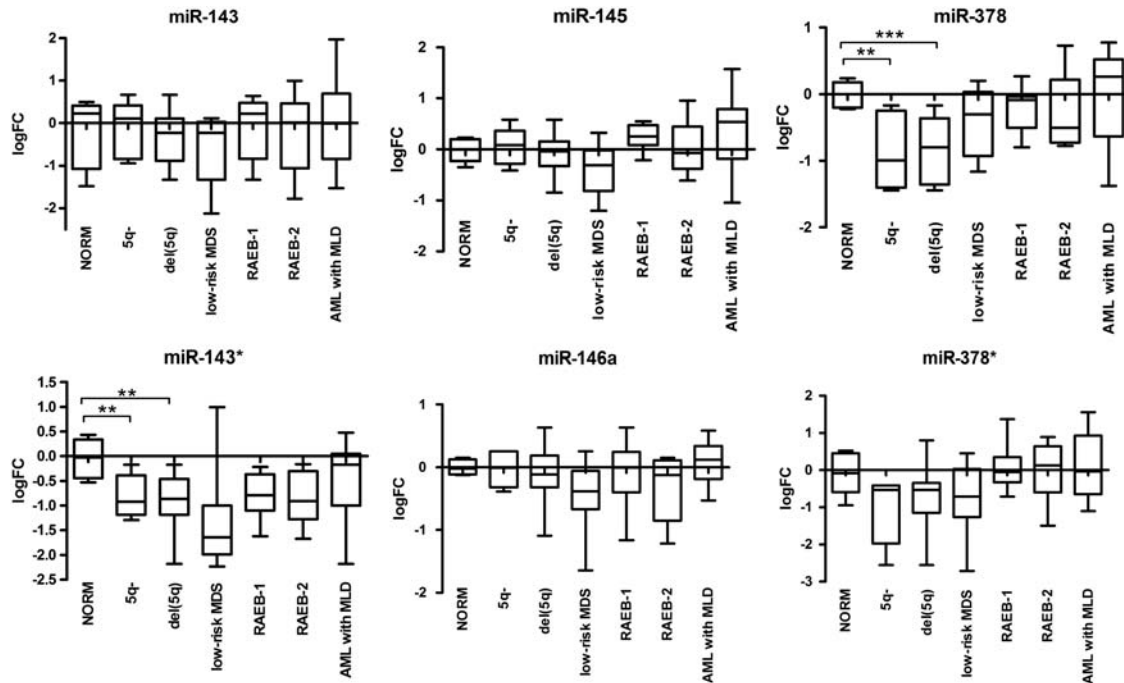 miR-143
logFC
2
1
0
-1
-2
NORM
5q-
del(5q)
low-risk MDS
RAEB-1
RAEB-2
AML with MLD
miR-145
logFC
2
1
0
-1
-2
NORM
5q-
del(5q)
low-risk MDS
RAEB-1
RAEB-2
AML with MLD
miR-378
logFC
1
0
-1
-2
***
**
NORM
5q-
del(5q)
low-risk MDS
RAEB-1
RAEB-2
AML with MLD
miR-143*
logFC
1.5
1.0
0.5
0.0
-0.5
-1.0
-1.5
-2.0
-2.5
**
**
NORM
5q-
del(5q)
low-risk MDS
RAEB-1
RAEB-2
AML with MLD
miR-146a
logFC
1
0
-1
-2
NORM
5q-
del(5q)
low-risk MDS
RAEB-1
RAEB-2
AML with MLD
miR-378*
logFC
2
1
0
-1
-2
-3
NORM
5q-
del(5q)
low-risk MDS
RAEB-1
RAEB-2
AML with MLD